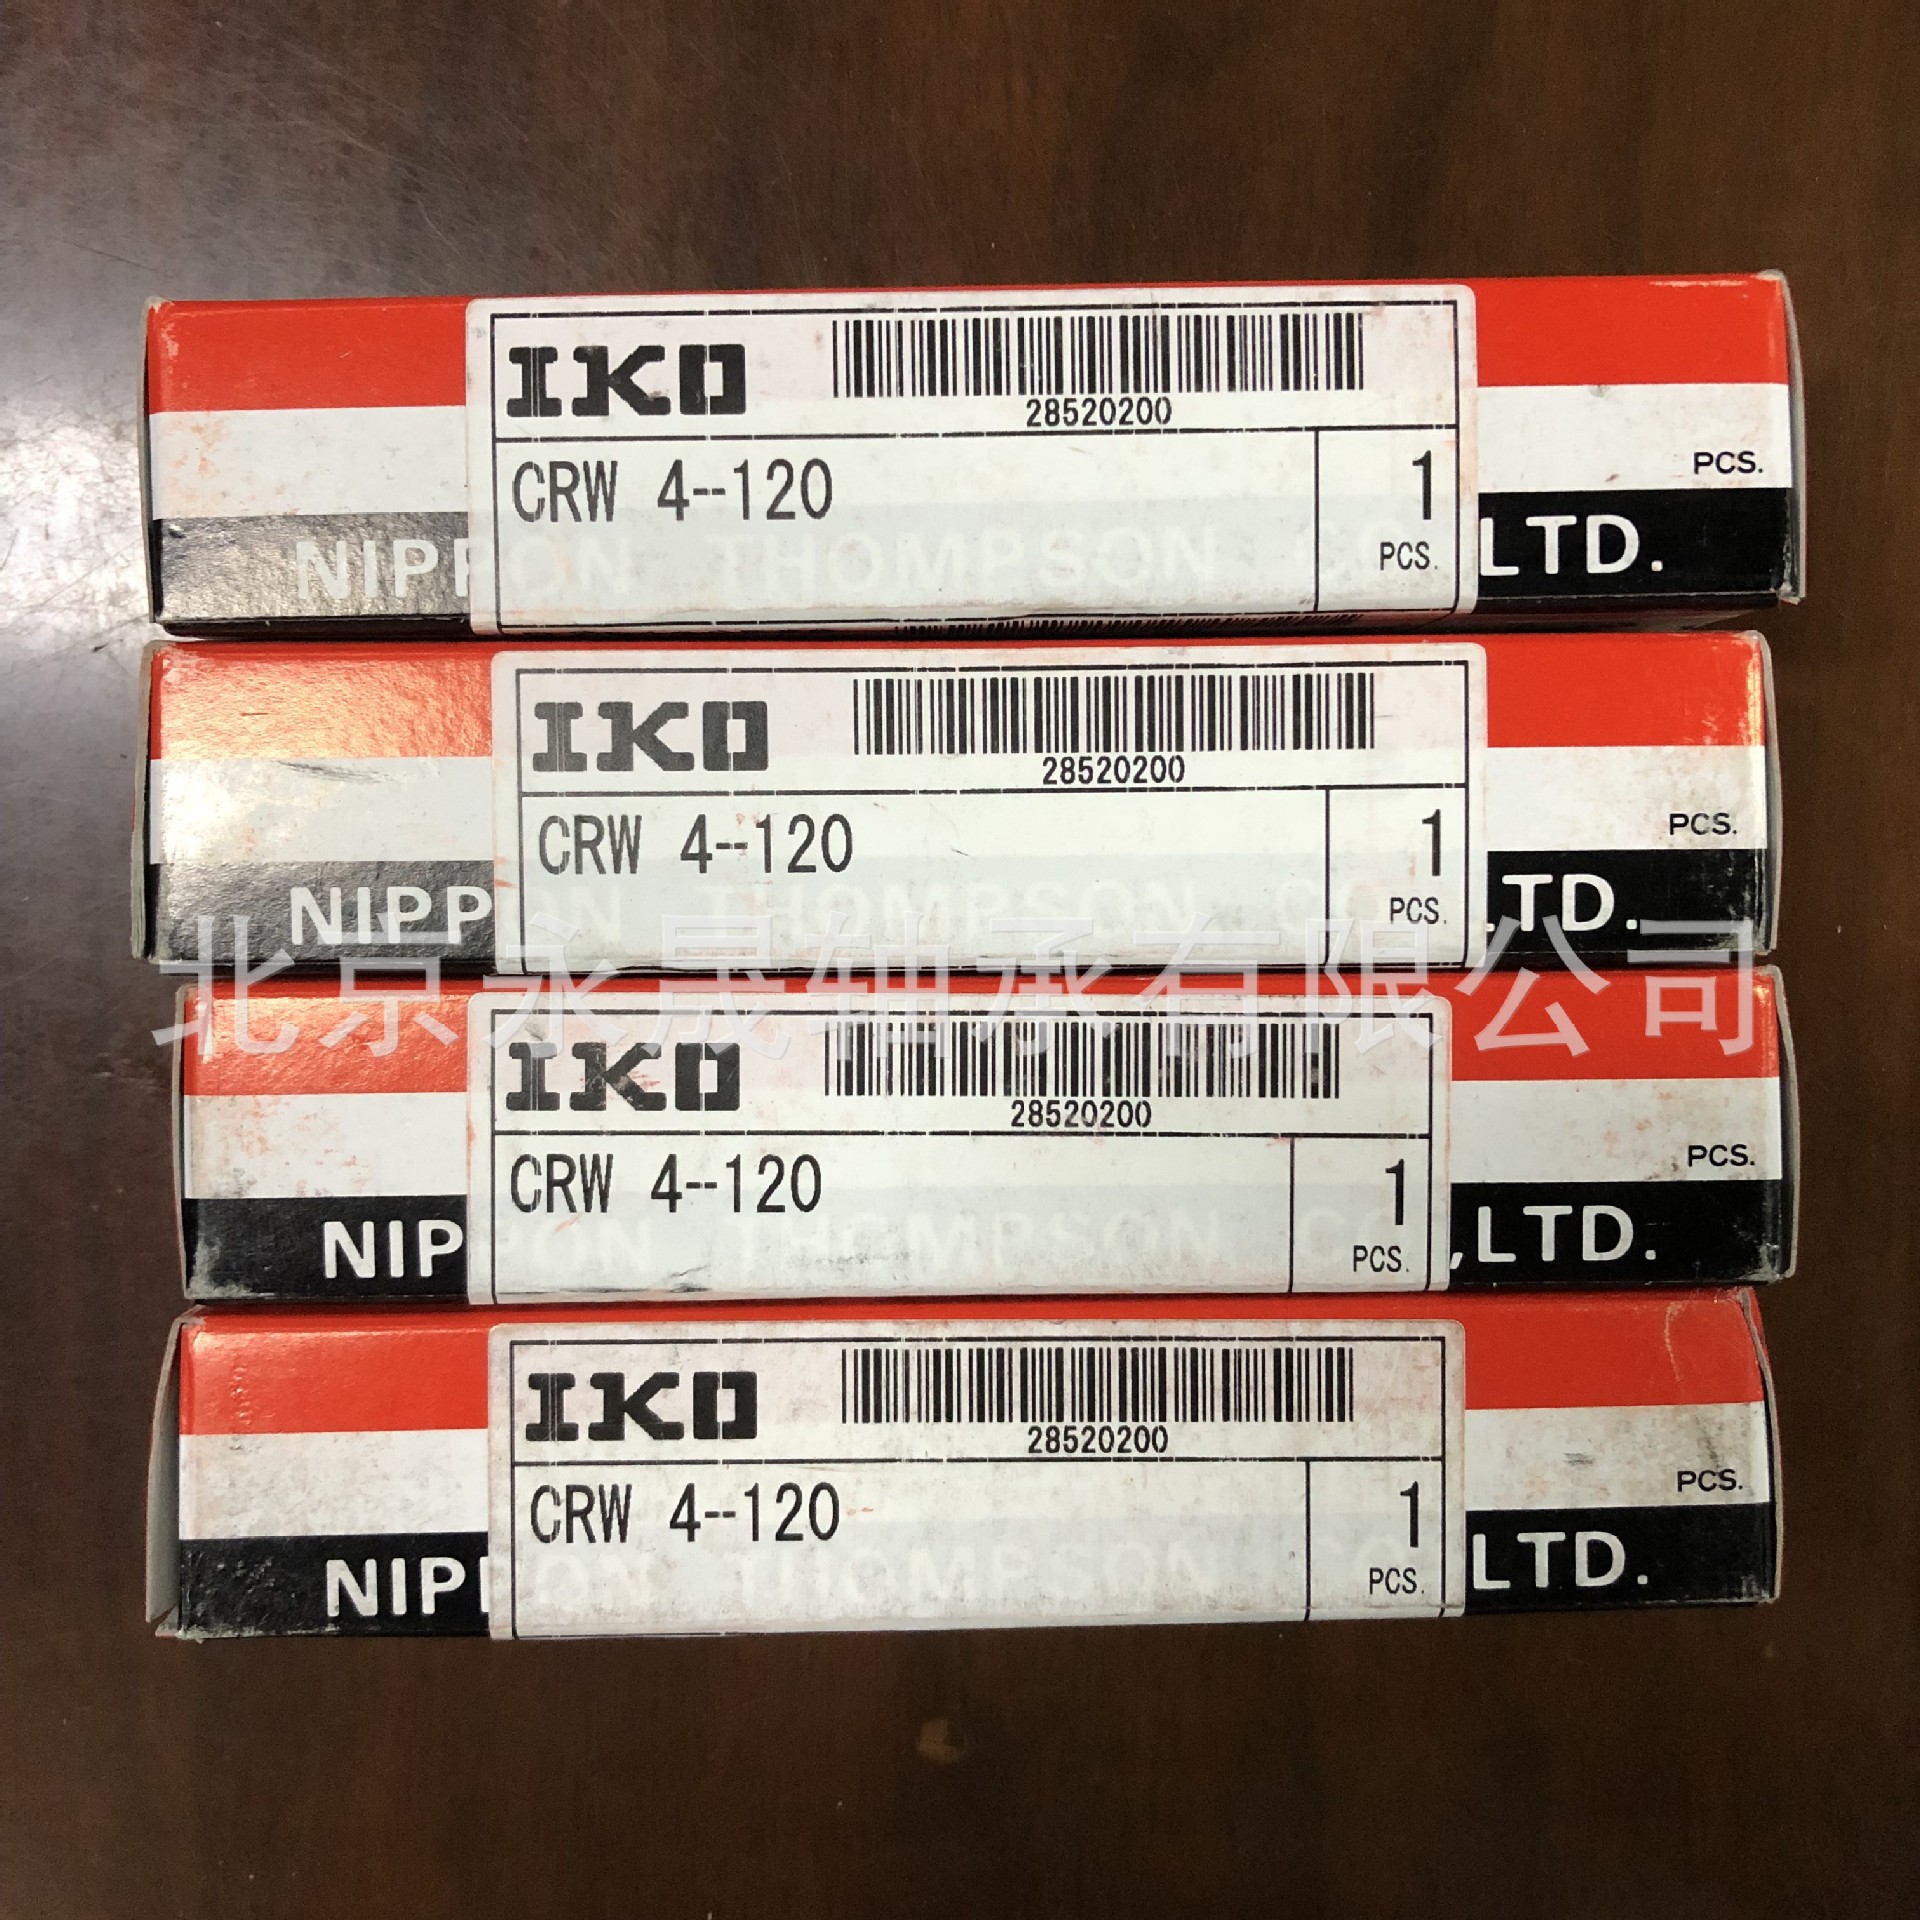 IKO
28520200
CRW 4--120
1
PCS.
PCS.
NIPPON THOMPSON CO.,LTD.
IKO
28520200
CRW 4--120
1
PCS.
PCS.
NIPPON THOMPSON CO.,LTD.
北京永晟轴承有限公司
IKO
28520200
CRW 4--120
1
PCS.
PCS.
NIPPON THOMPSON CO.,LTD.
IKO
28520200
CRW 4--120
1
PCS.
PCS.
NIPPON THOMPSON CO.,LTD.